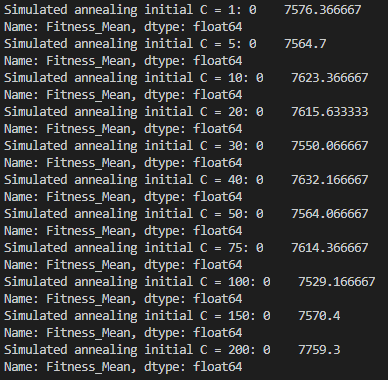 Simulated annealing initial C = 1: 0    7576.366667
Name: Fitness_Mean, dtype: float64
Simulated annealing initial C = 5: 0    7564.7
Name: Fitness_Mean, dtype: float64
Simulated annealing initial C = 10: 0    7623.366667
Name: Fitness_Mean, dtype: float64
Simulated annealing initial C = 20: 0    7615.633333
Name: Fitness_Mean, dtype: float64
Simulated annealing initial C = 30: 0    7550.066667
Name: Fitness_Mean, dtype: float64
Simulated annealing initial C = 40: 0    7632.166667
Name: Fitness_Mean, dtype: float64
Simulated annealing initial C = 50: 0    7564.066667
Name: Fitness_Mean, dtype: float64
Simulated annealing initial C = 75: 0    7614.366667
Name: Fitness_Mean, dtype: float64
Simulated annealing initial C = 100: 0    7529.166667
Name: Fitness_Mean, dtype: float64
Simulated annealing initial C = 150: 0    7570.4
Name: Fitness_Mean, dtype: float64
Simulated annealing initial C = 200: 0    7759.3
Name: Fitness_Mean, dtype: float64